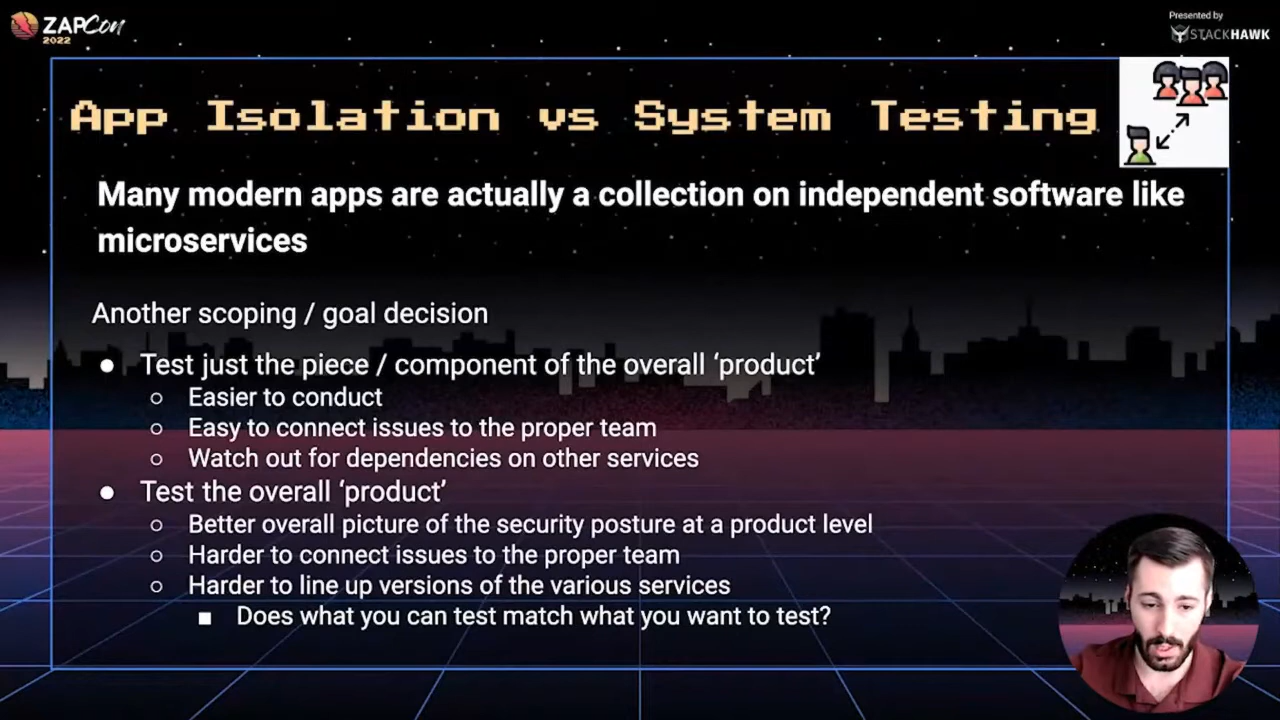 ZAPCon
2022
Presented by
STACKHAWK
App Isolation vs System Testing
Many modern apps are actually a collection on independent software like
microservices
Another scoping / goal decision
● Test just the piece / component of the overall ‘product’
○ Easier to conduct
○ Easy to connect issues to the proper team
○ Watch out for dependencies on other services
● Test the overall ‘product’
○ Better overall picture of the security posture at a product level
○ Harder to connect issues to the proper team
○ Harder to line up versions of the various services
■ Does what you can test match what you want to test?